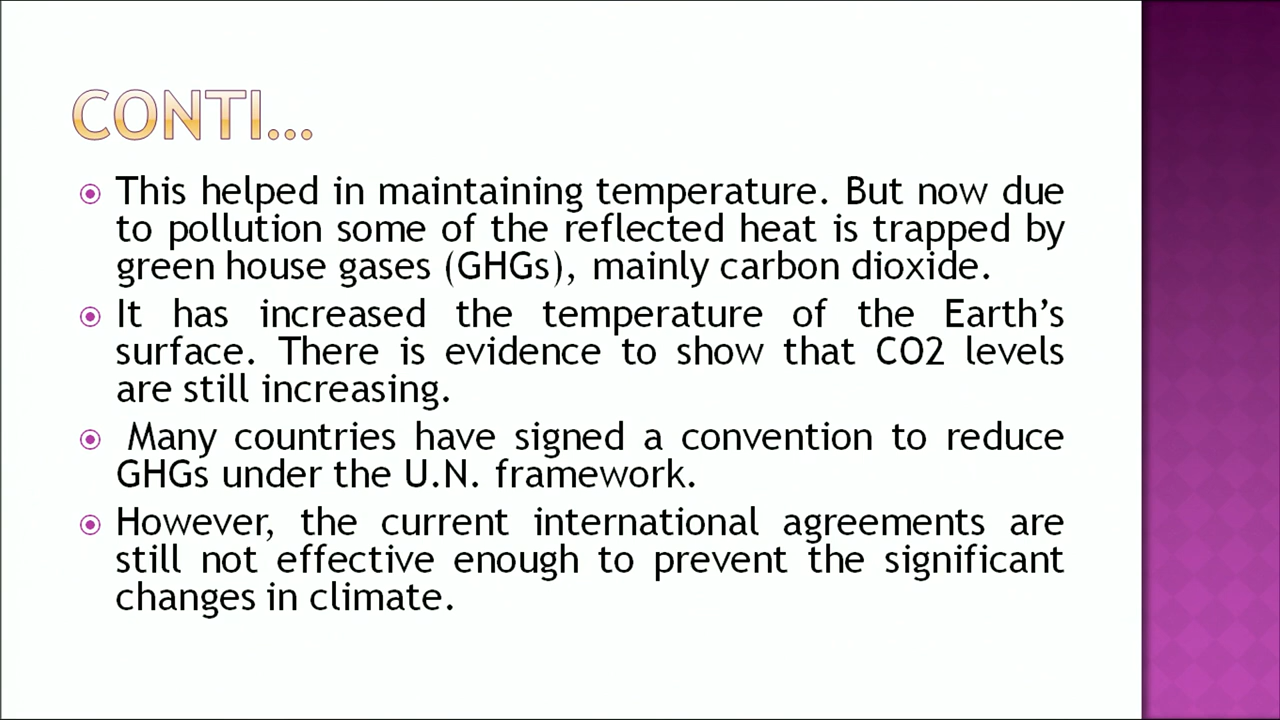 CONTI...
This helped in maintaining temperature. But now due
to pollution some of the reflected heat is trapped by
green house gases (GHGs), mainly carbon dioxide.
It has increased the temperature of the Earth’s
surface. There is evidence to show that CO2 levels
are still increasing.
Many countries have signed a convention to reduce
GHGs under the U.N. framework.
However, the current international agreements are
still not effective enough to prevent the significant
changes in climate.